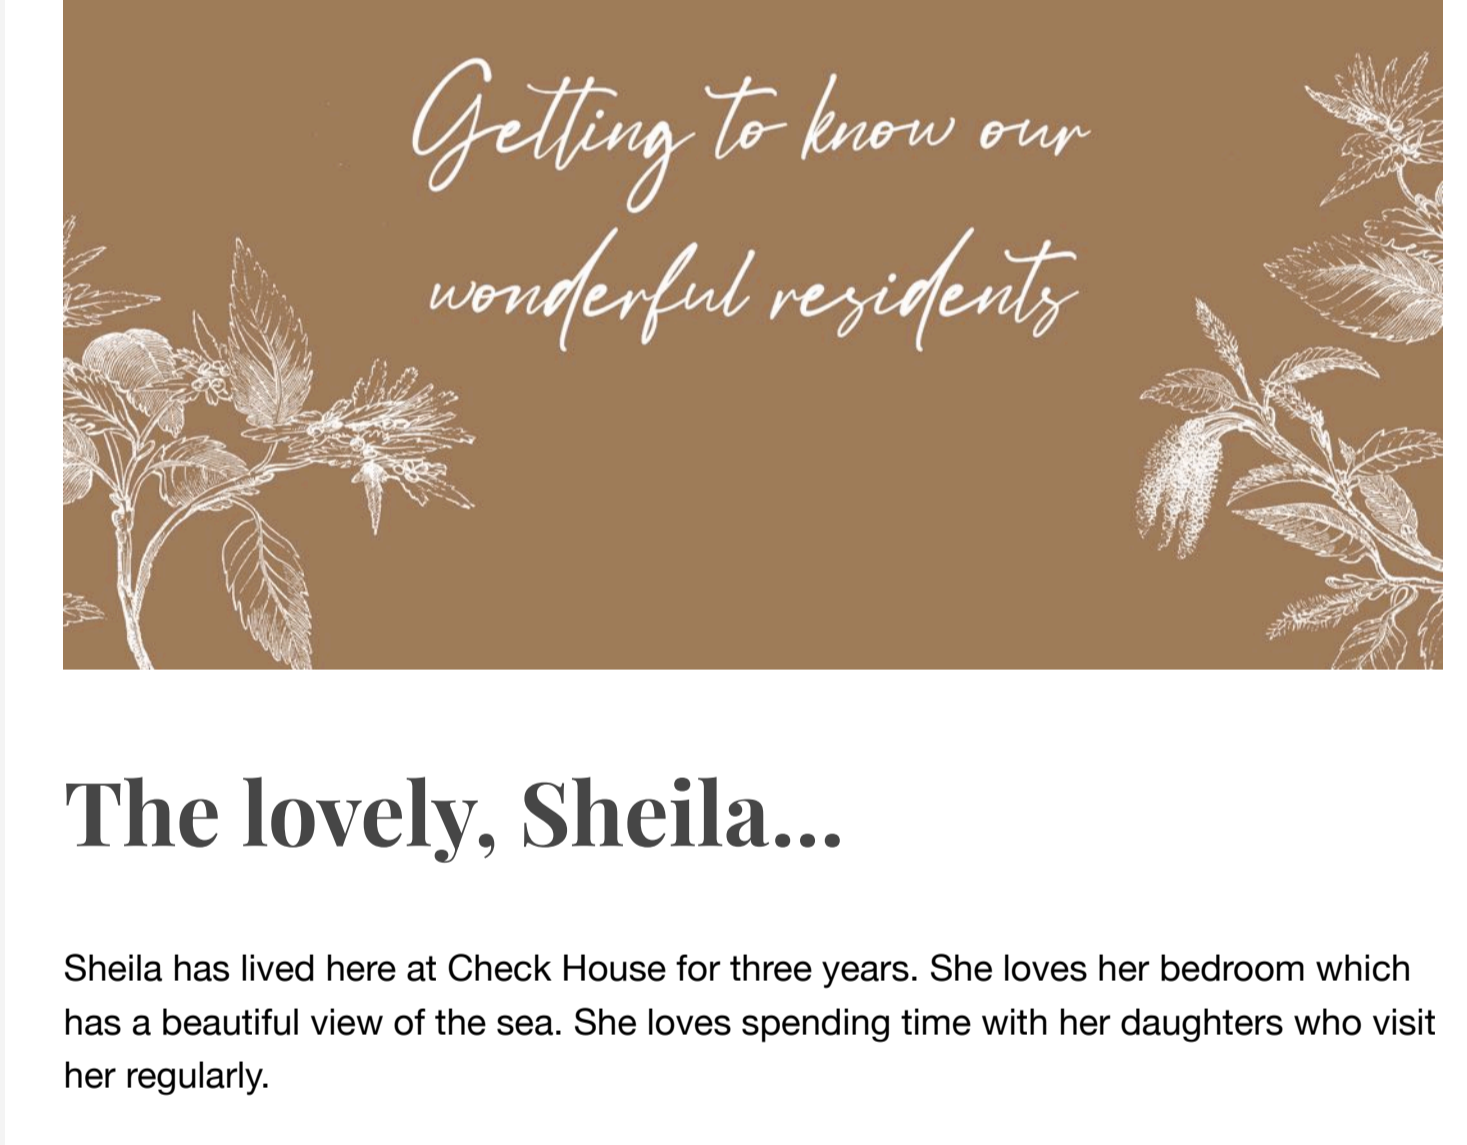 Getting to know our
wonderful residents
The lovely, Sheila...
Sheila has lived here at Check House for three years. She loves her bedroom which
has a beautiful view of the sea. She loves spending time with her daughters who visit
her regularly.